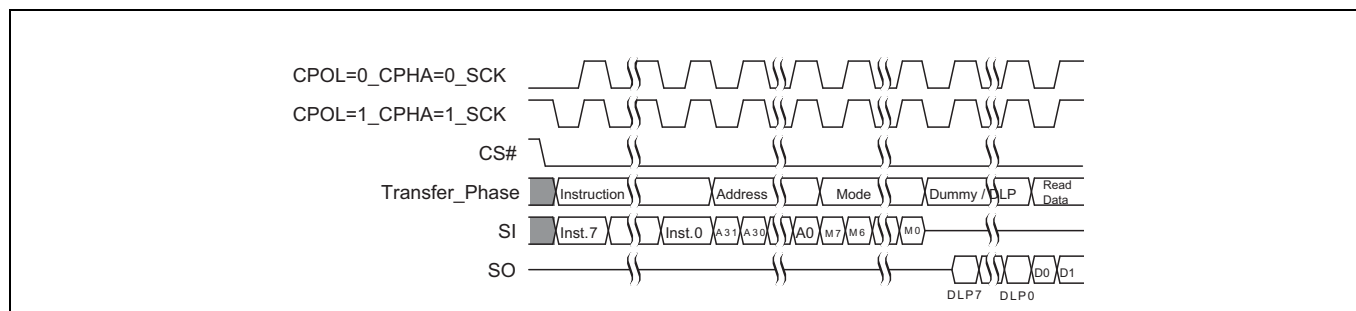 CPOL=0_CPHA=0_SCK
CPOL=1_CPHA=1_SCK
CS#
Transfer_Phase Instruction Address Mode Dummy / DLP Read Data
SI Inst.7 Inst.0 A31 A30 A0 M7 M6 M0
SO D0 D1
DLP7 DLP0